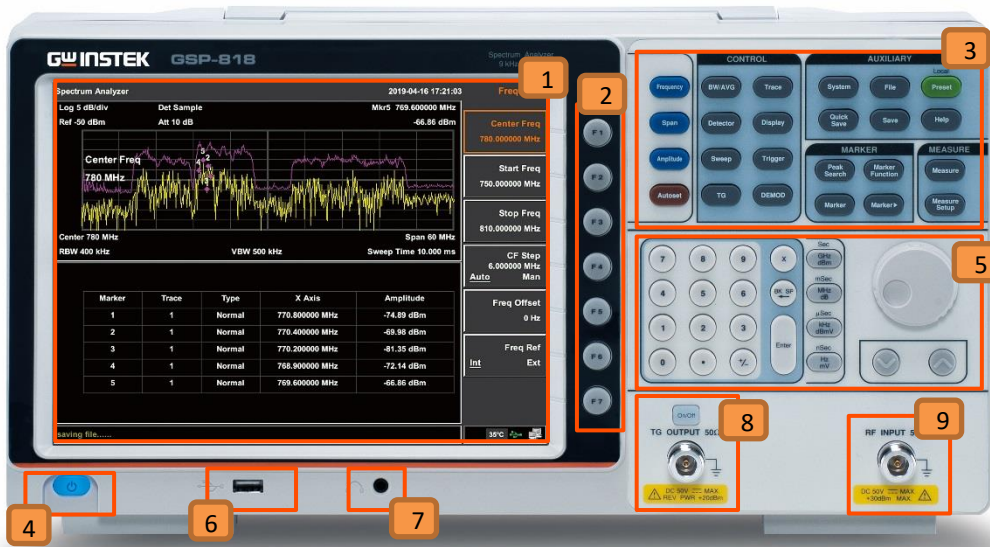 GWINSTEK GSP-818
Spectrum Analyzer
9 kHz
1
2
3
Spectrum Analyzer 2019-04-16 17:21:03 Freq
Log 5 dB/div Det Sample Mkr5 769.600000 MHz
Ref -50 dBm Att 10 dB -66.86 dBm
Center Freq
780 MHz
5
2
4
1
3
Center 780 MHz Span 60 MHz
RBW 400 kHz VBW 500 kHz Sweep Time 10.000 ms
Marker Trace Type X Axis Amplitude
1 1 Normal 770.800000 MHz -74.89 dBm
2 1 Normal 770.400000 MHz -69.98 dBm
3 1 Normal 770.200000 MHz -81.35 dBm
4 1 Normal 768.900000 MHz -72.14 dBm
5 1 Normal 769.600000 MHz -66.86 dBm
saving file...... 35°C
Center Freq
780.000000 MHz
Start Freq
750.000000 MHz
Stop Freq
810.000000 MHz
CF Step
6.000000 MHz
Auto Man
Freq Offset
0 Hz
Freq Ref
Int Ext
F1
F2
F3
F4
F5
F6
F7
Frequency
Span
Amplitude
Autoset
CONTROL
BW/AVG Trace
Detector Display
Sweep Trigger
TG DEMOD
AUXILIARY
Local
System File Preset
Quick Save Save Help
MARKER
Peak Search Marker Function
Marker Marker▶
MEASURE
Measure
Measure Setup
5
7 8 9 X
4 5 6 BK SP
1 2 3 Enter
0 • +/-
Sec
GHz
dBm
mSec
MHz
dB
µSec
kHz
dBmV
nSec
Hz
mV
4
6
7
On/Off
8
TG OUTPUT 50Ω
DC 50V MAX.
REV PWR +20dBm
9
RF INPUT 5
DC 50V MAX.
+30dBm MAX.